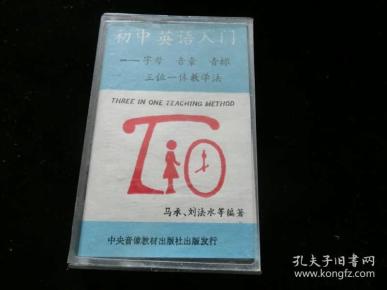 初中英语入门
——字母 音素 音标
三位一体教学法
THREE IN ONE TEACHING METHOD
TIO
马承、刘法水等编著
中央音像教材出版社出版发行
孔夫子旧书网
www.kongfz.com